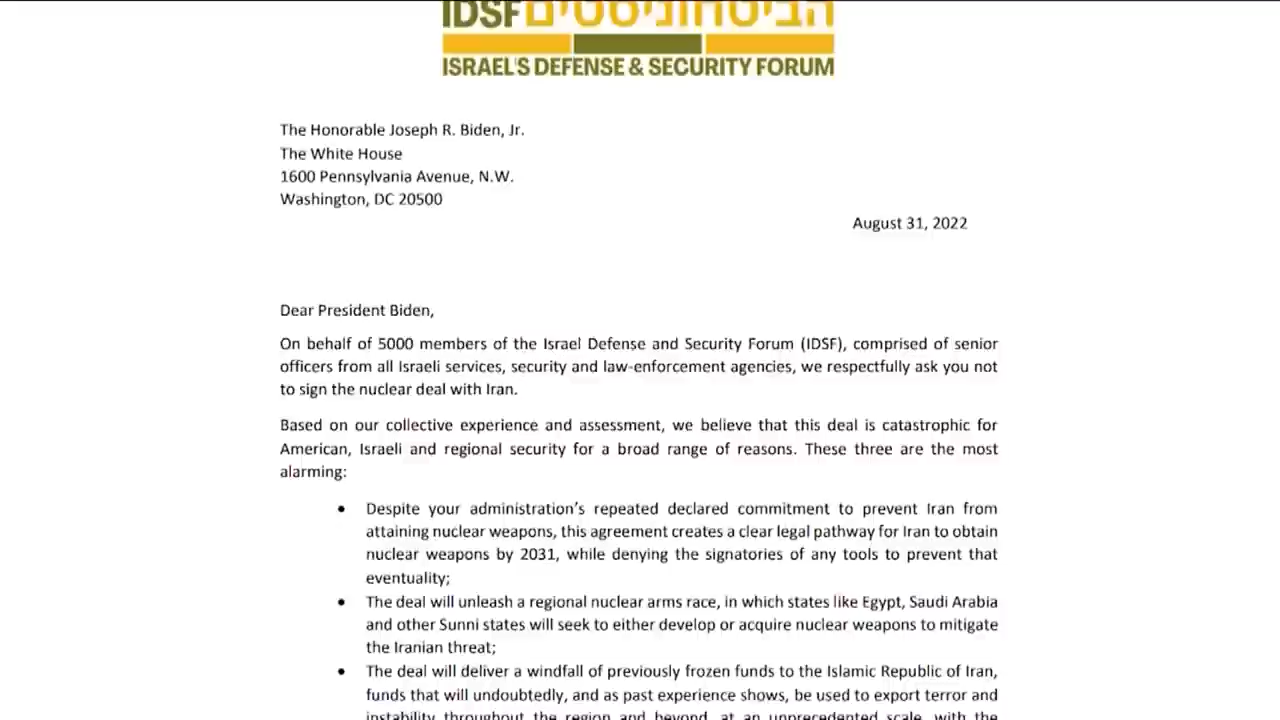 IDSF הביטחוניסטים
ISRAEL'S DEFENSE & SECURITY FORUM
The Honorable Joseph R. Biden, Jr.
The White House
1600 Pennsylvania Avenue, N.W.
Washington, DC 20500
August 31, 2022
Dear President Biden,
On behalf of 5000 members of the Israel Defense and Security Forum (IDSF), comprised of senior
officers from all Israeli services, security and law-enforcement agencies, we respectfully ask you not
to sign the nuclear deal with Iran.
Based on our collective experience and assessment, we believe that this deal is catastrophic for
American, Israeli and regional security for a broad range of reasons. These three are the most
alarming:
• Despite your administration’s repeated declared commitment to prevent Iran from
attaining nuclear weapons, this agreement creates a clear legal pathway for Iran to obtain
nuclear weapons by 2031, while denying the signatories of any tools to prevent that
eventuality;
• The deal will unleash a regional nuclear arms race, in which states like Egypt, Saudi Arabia
and other Sunni states will seek to either develop or acquire nuclear weapons to mitigate
the Iranian threat;
• The deal will deliver a windfall of previously frozen funds to the Islamic Republic of Iran,
funds that will undoubtedly, and as past experience shows, be used to export terror and
instability throughout the region and beyond, at an unprecedented scale, with the